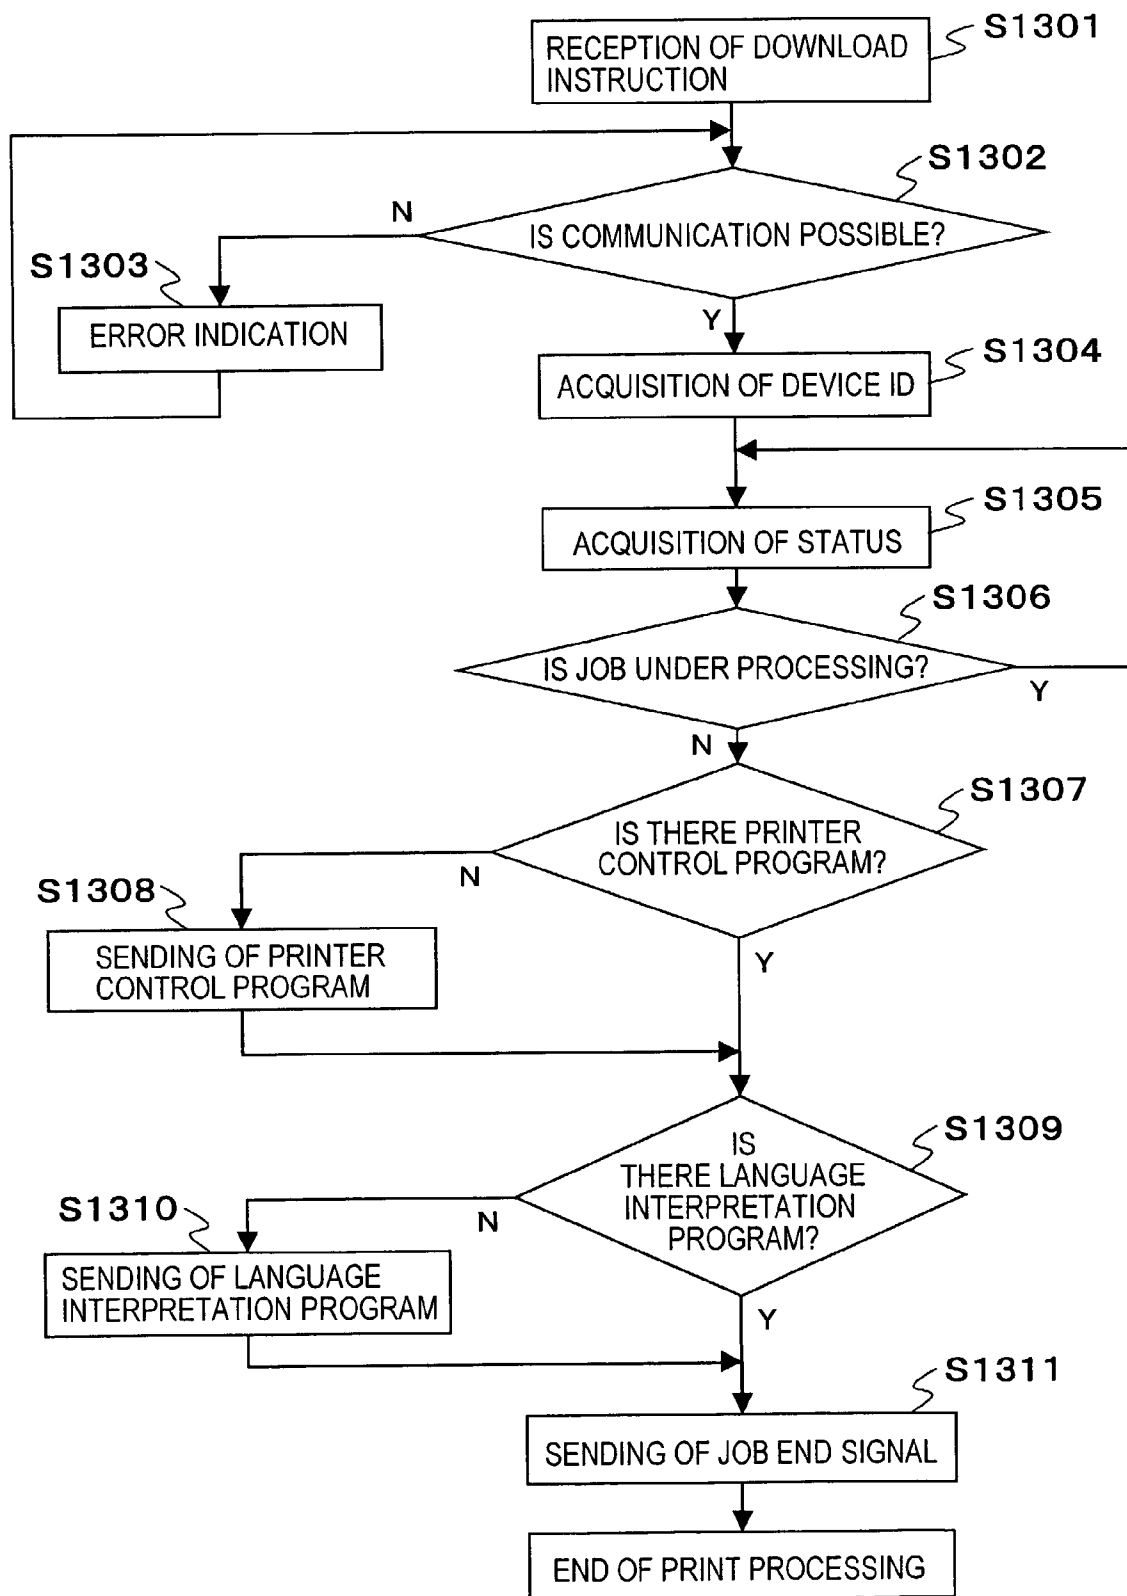 S1301
RECEPTION OF DOWNLOAD
INSTRUCTION
S1302
N
IS COMMUNICATION POSSIBLE?
S1303
Y
ERROR INDICATION
S1304
ACQUISITION OF DEVICE ID
S1305
ACQUISITION OF STATUS
S1306
IS JOB UNDER PROCESSING?
Y
N
S1307
IS THERE PRINTER
CONTROL PROGRAM?
N
S1308
SENDING OF PRINTER
CONTROL PROGRAM
Y
S1309
IS
THERE LANGUAGE
INTERPRETATION
PROGRAM?
N
S1310
SENDING OF LANGUAGE
INTERPRETATION PROGRAM
Y
S1311
SENDING OF JOB END SIGNAL
END OF PRINT PROCESSING